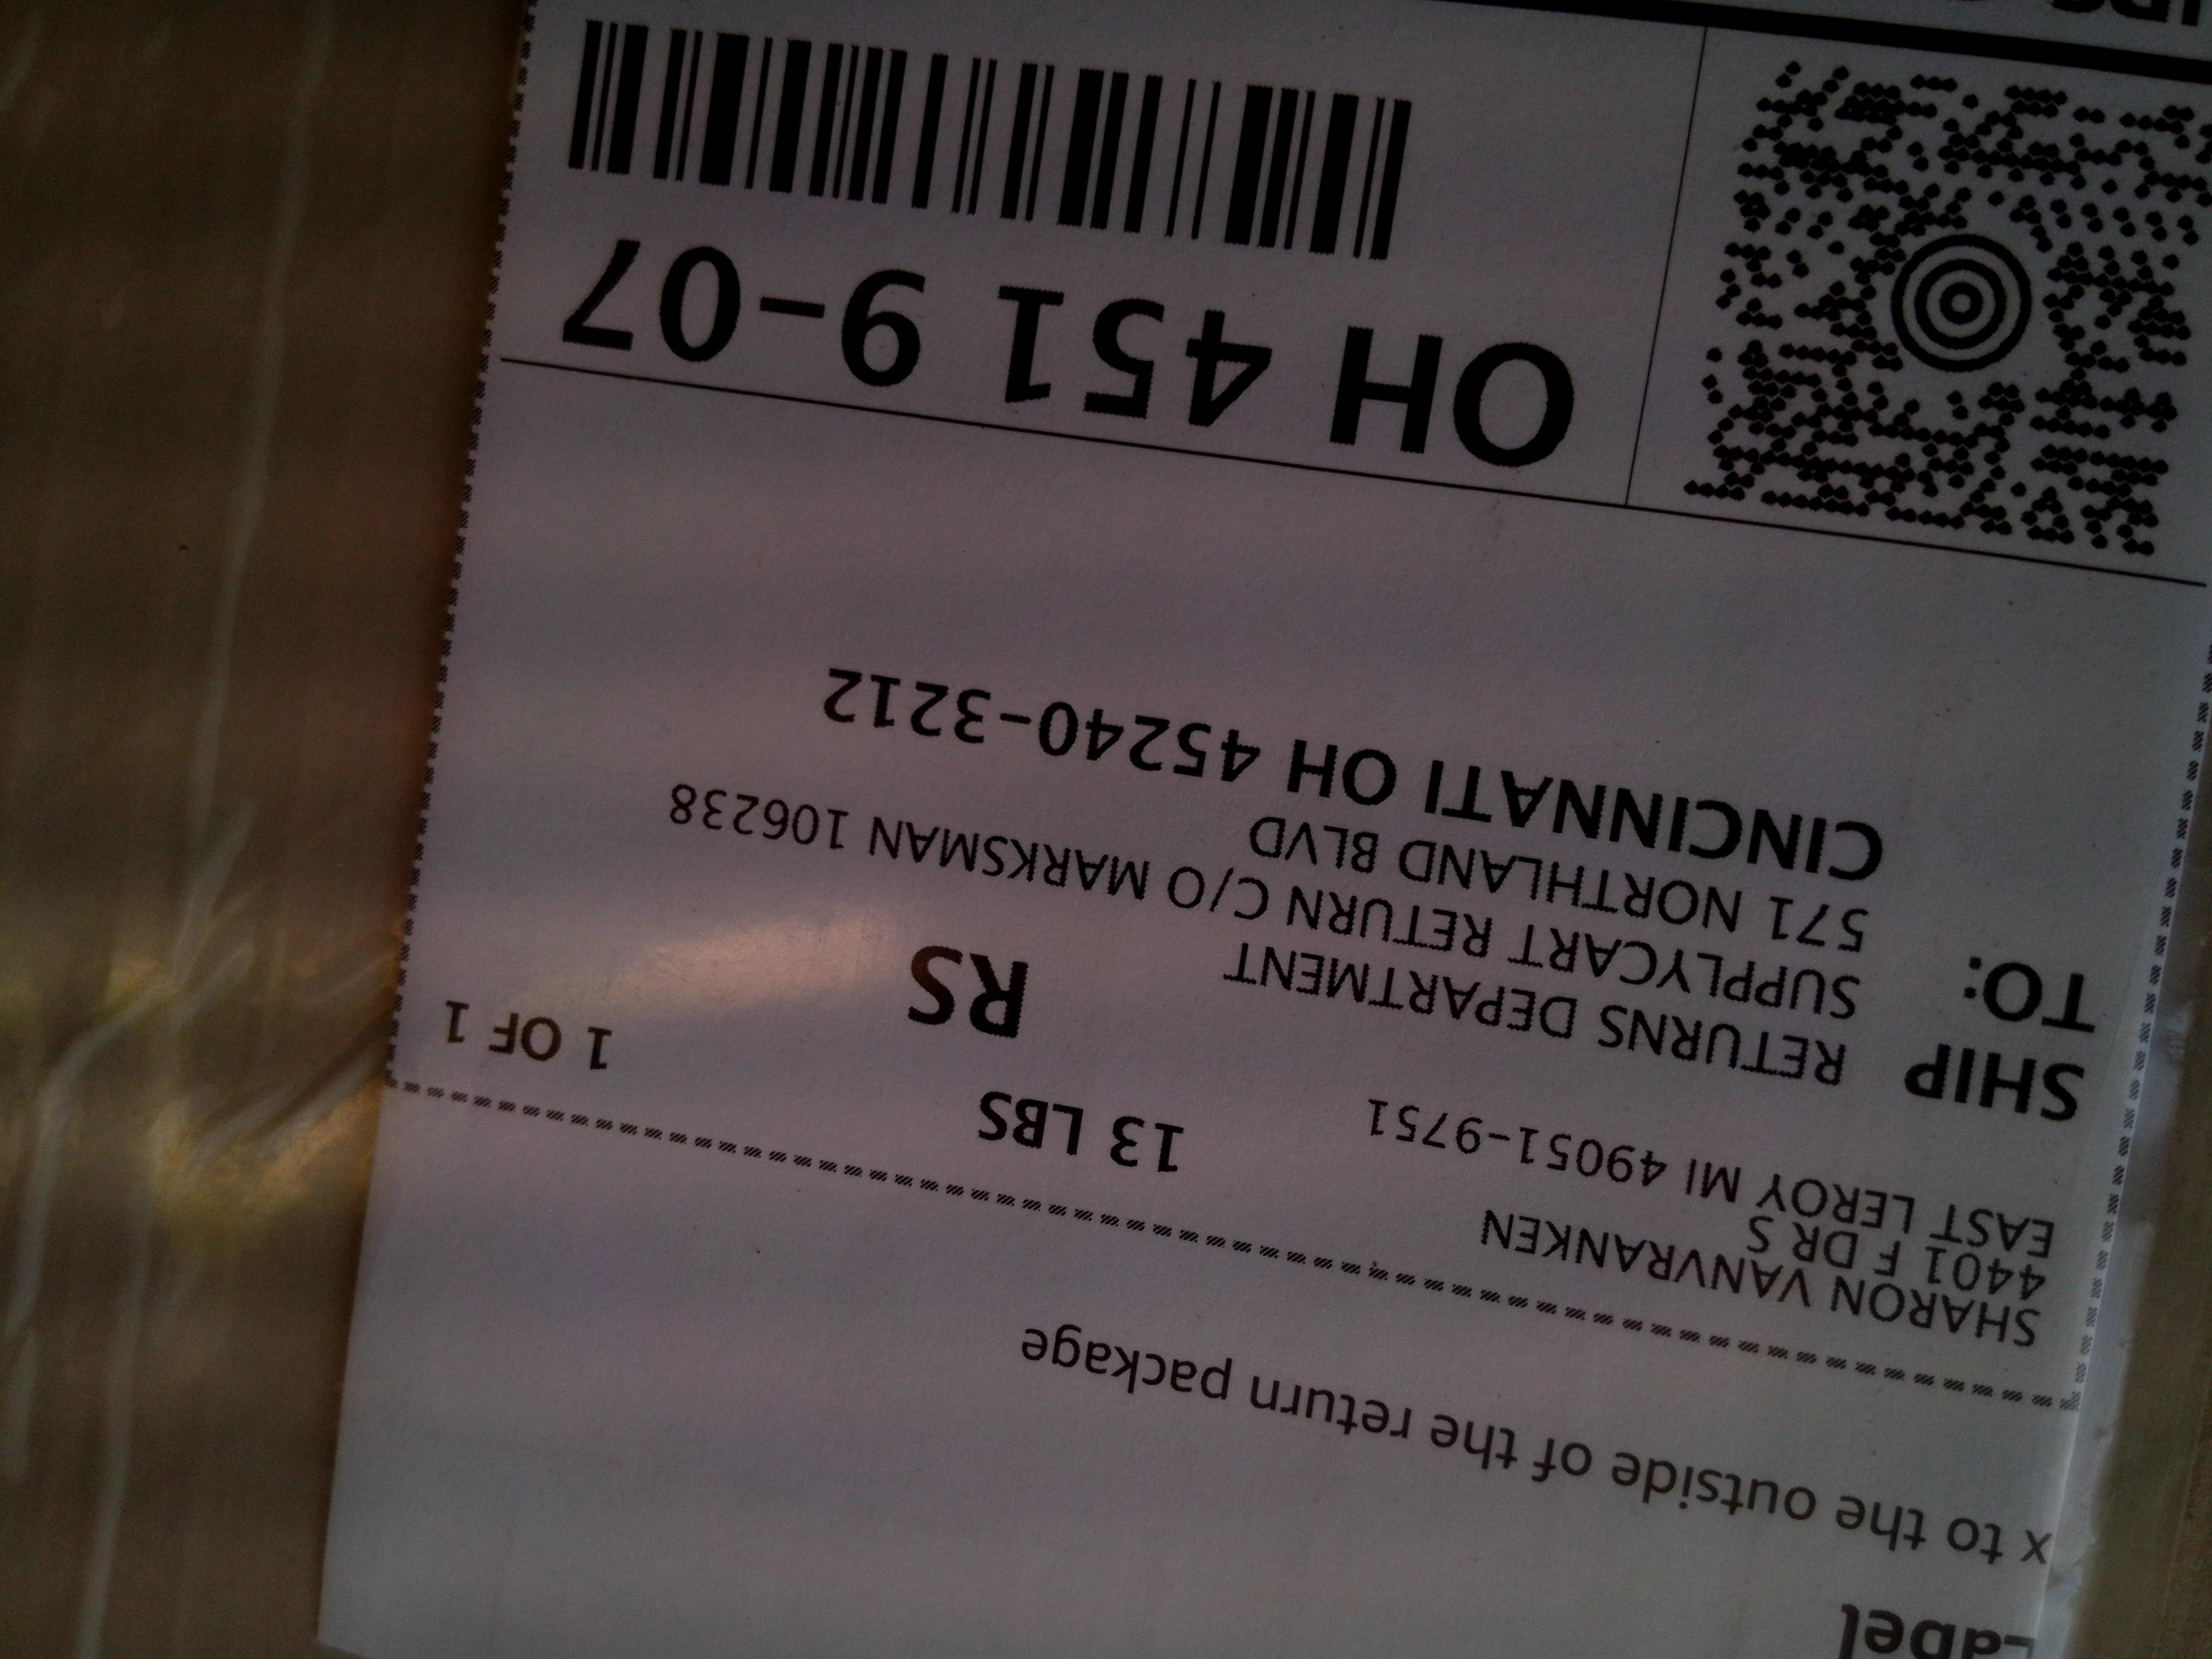 Label
x to the outside of the return package
SHARON VANVRANKEN
4401 F DR S
EAST LEROY MI 49051-9751
13 LBS
1 OF 1
RS
SHIP
TO:
RETURNS DEPARTMENT
SUPPLYCART RETURN C/O MARKSMAN 106238
571 NORTHLAND BLVD
CINCINNATI OH 45240-3212
OH 451 9-07